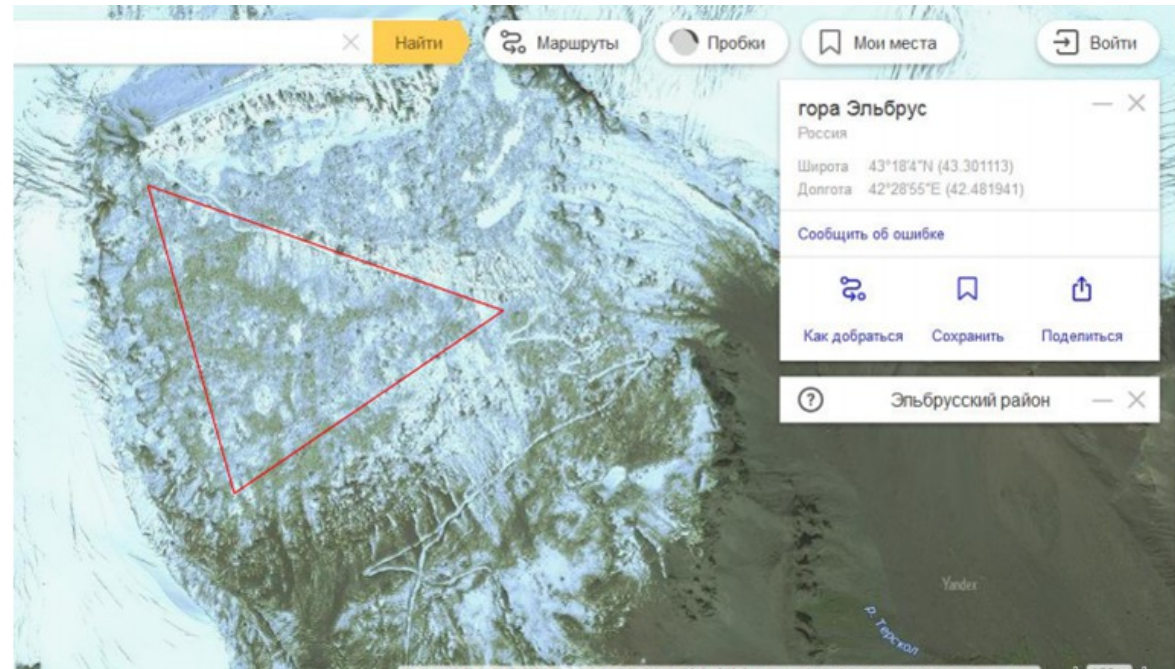 Найти
Маршруты
Пробки
Мои места
Войти
гора Эльбрус
Россия
Широта 43°18′4″N (43.301113)
Долгота 42°28′55″E (42.481941)
Сообщить об ошибке
Как добраться Сохранить Поделиться
Эльбрусский район
Yandex
р. Терскол